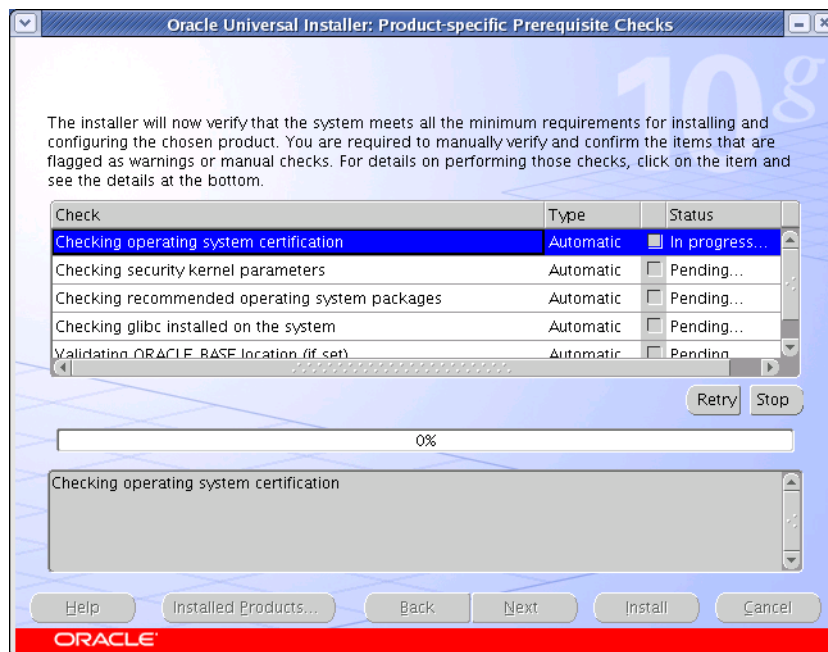 Oracle Universal Installer: Product-specific Prerequisite Checks
10g
The installer will now verify that the system meets all the minimum requirements for installing and
configuring the chosen product. You are required to manually verify and confirm the items that are
flagged as warnings or manual checks. For details on performing those checks, click on the item and
see the details at the bottom.
Check Type Status
Checking operating system certification Automatic In progress...
Checking security kernel parameters Automatic Pending...
Checking recommended operating system packages Automatic Pending...
Checking glibc installed on the system Automatic Pending...
Validating ORACLE_BASE location (if set) Automatic Pending
Retry Stop
0%
Checking operating system certification
Help Installed Products... Back Next Install Cancel
ORACLE